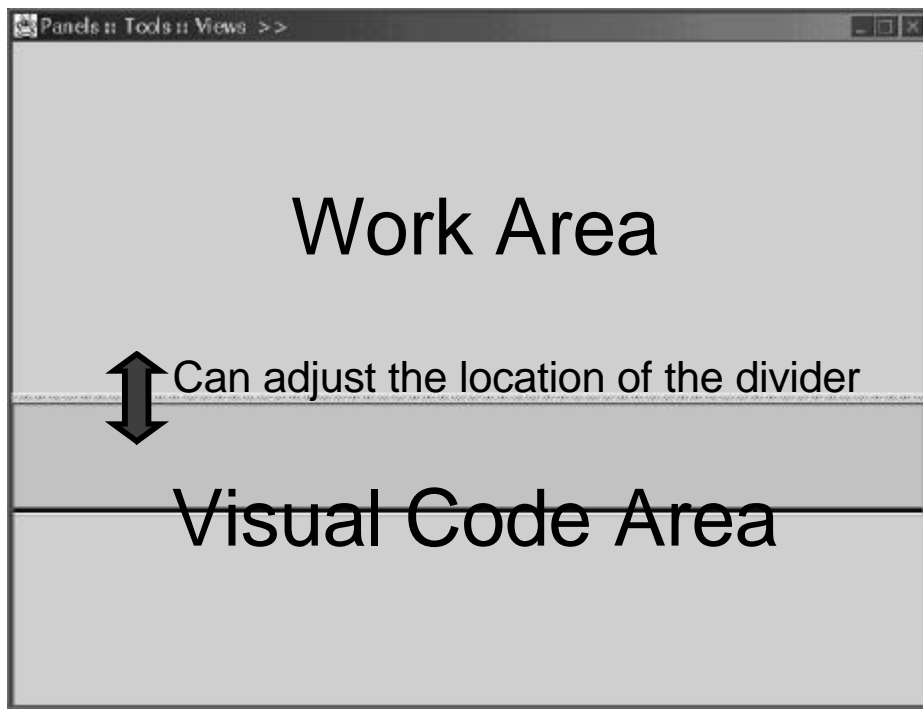 Panels :: Tools :: Views >>
Work Area
Can adjust the location of the divider
Visual Code Area